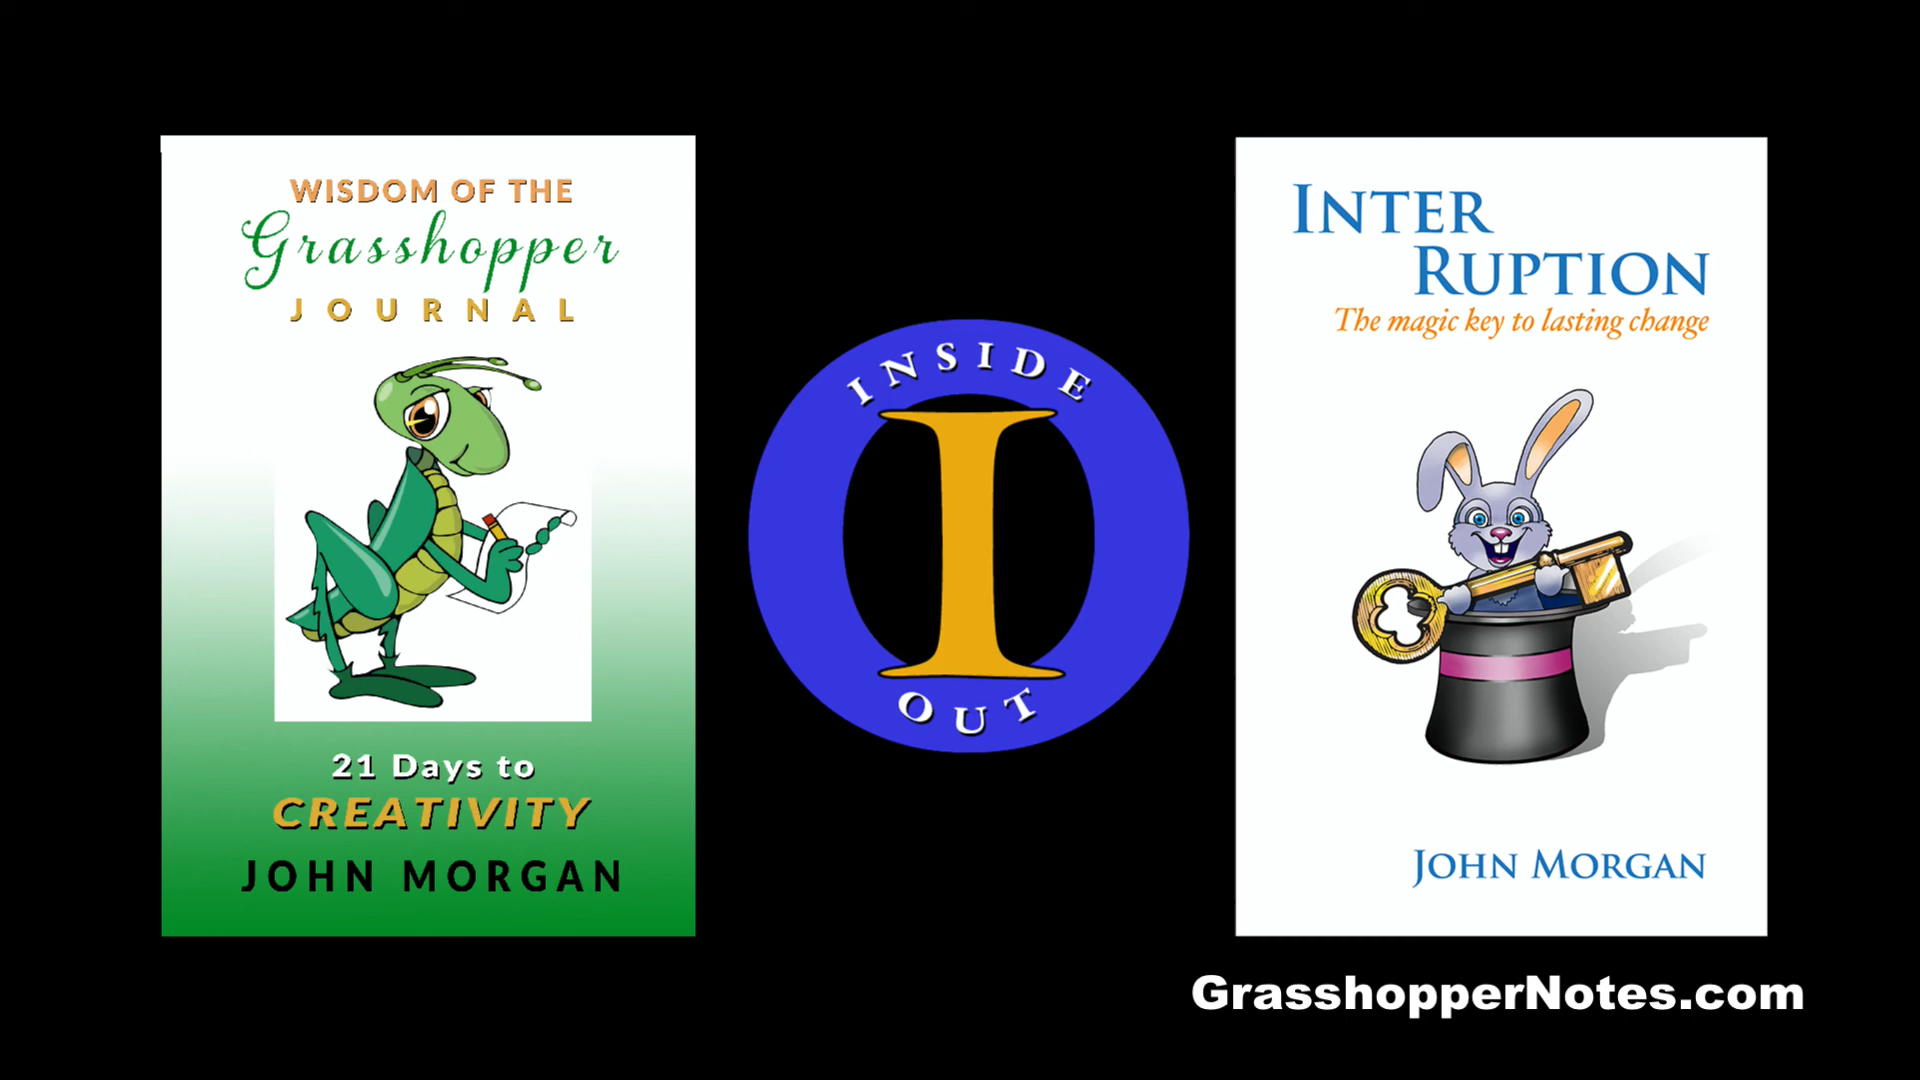 WISDOM OF THE
Grasshopper
JOURNAL
21 Days to
CREATIVITY
JOHN MORGAN
INSIDE
I
OUT
INTER
RUPTION
The magic key to lasting change
JOHN MORGAN
GrasshopperNotes.com